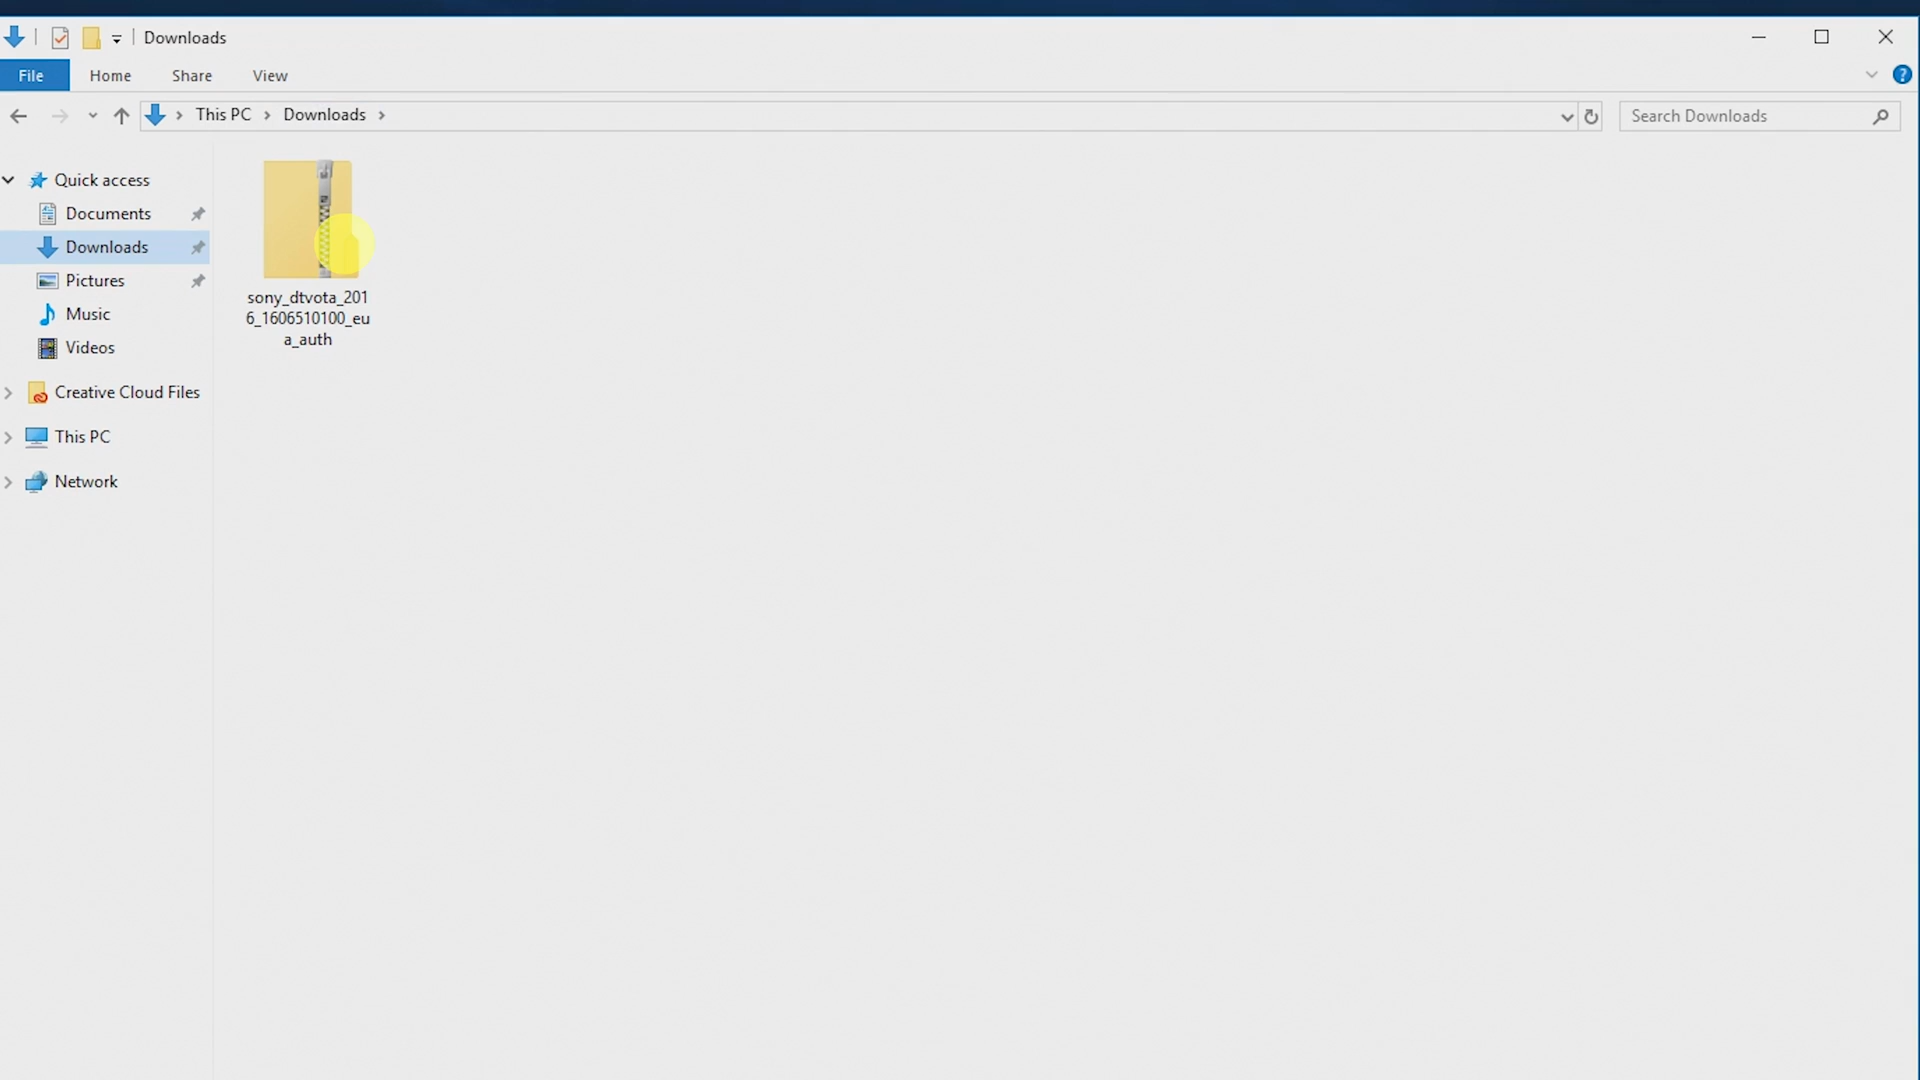 Downloads
File Home Share View
This PC Downloads
Search Downloads
Quick access
Documents
Downloads
Pictures
Music
Videos
Creative Cloud Files
This PC
Network
sony_dtvota_201
6_1606510100_eu
a_auth